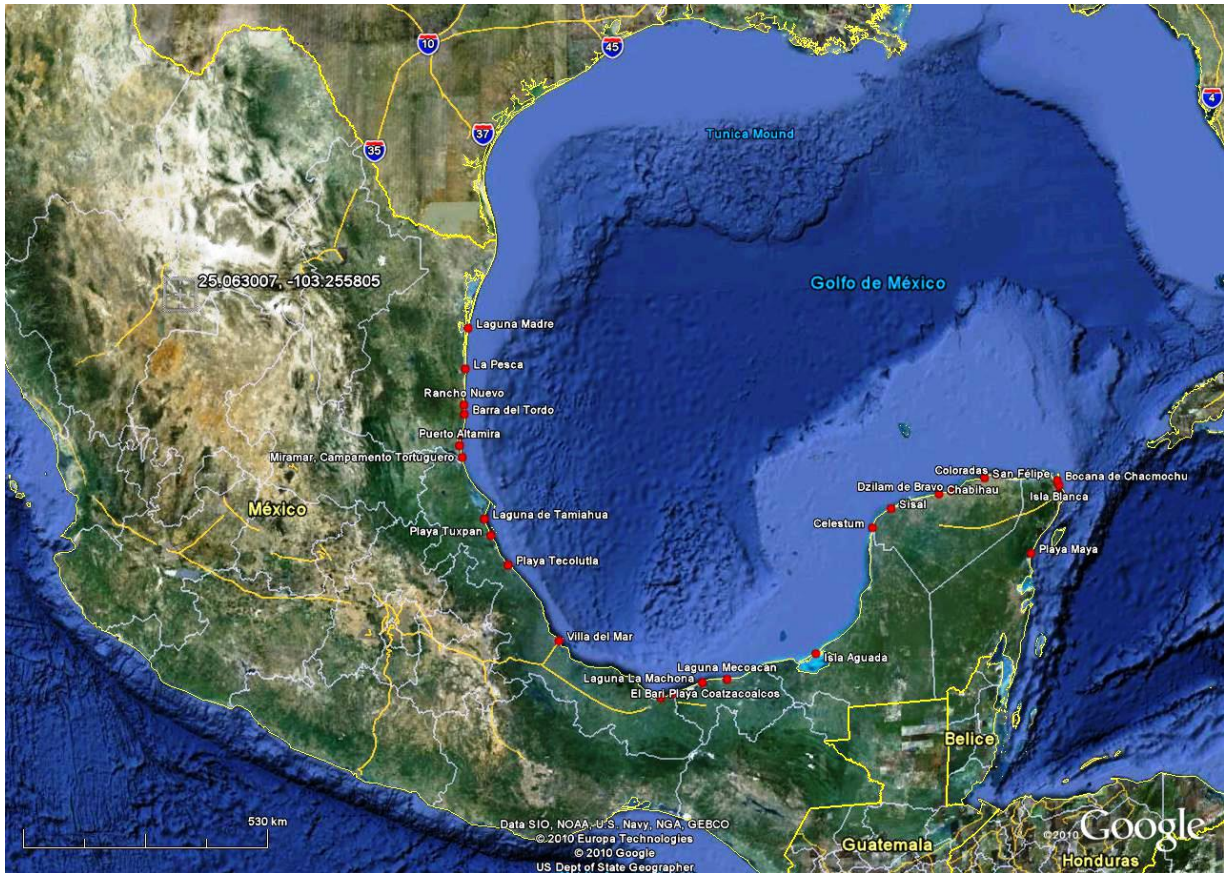 10
45
4
37
35
Tunica Mound
25.063007, -103.255805
Golfo de México
Laguna Madre
La Pesca
Rancho Nuevo
Barra del Tordo
Puerto Altamira
Miramar, Campamento Tortuguero
México
Laguna de Tamiahua
Playa Tuxpan
Playa Tecolutla
Villa del Mar
Coloradas
San Félipe
Bocana de Chacmochu
Dzilam de Bravo
Chabihau
Isla Blanca
Sisal
Celestum
Playa Maya
Isla Aguada
Laguna Mecoacan
Laguna La Machona
El Bari
Playa Coatzacoalcos
Belice
Guatemala
Honduras
530 km
Data SIO, NOAA, U.S. Navy, NGA, GEBCO
© 2010 Europa Technologies
© 2010 Google
US Dept of State Geographer
©2010 Google